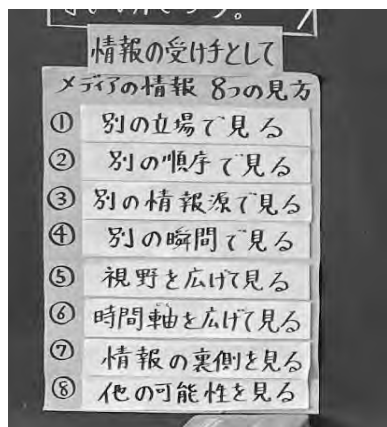 情報の受け手として
メディアの情報 8つの見方
① 別の立場で見る
② 別の順序で見る
③ 別の情報源で見る
④ 別の瞬間で見る
⑤ 視野を広げて見る
⑥ 時間軸を広げて見る
⑦ 情報の裏側を見る
⑧ 他の可能性を見る